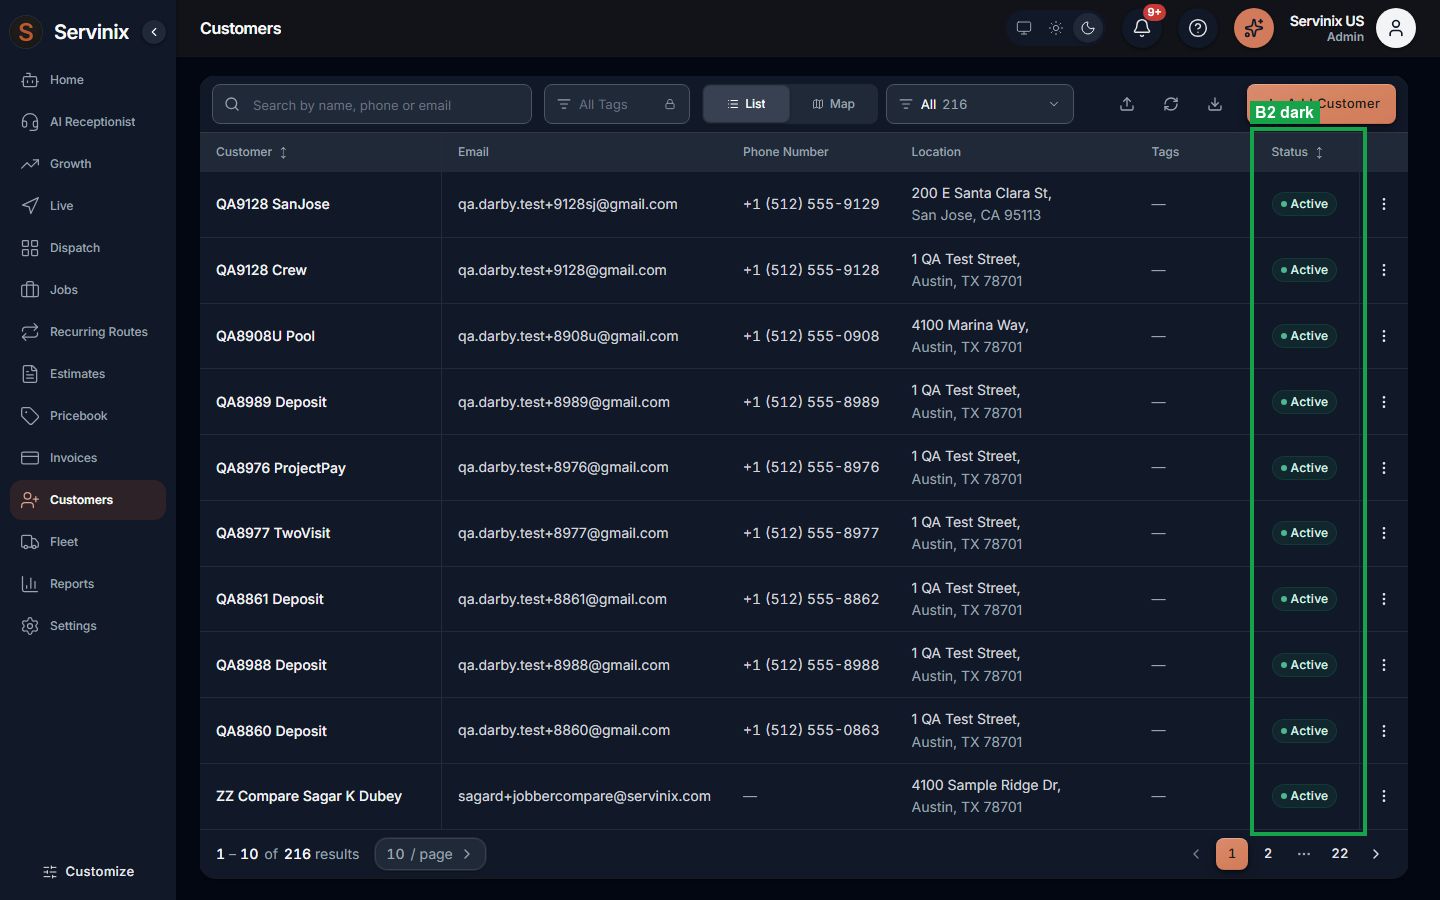 S Servinix
Customers
9+
Servinix US
Admin
Home
AI Receptionist
Growth
Live
Dispatch
Jobs
Recurring Routes
Estimates
Pricebook
Invoices
Customers
Fleet
Reports
Settings
Customize
Search by name, phone or email
All Tags
List
Map
All 216
Customer
B2 dark
Customer Email Phone Number Location Tags Status
QA9128 SanJose qa.darby.test+9128sj@gmail.com +1 (512) 555-9129 200 E Santa Clara St, — Active
San Jose, CA 95113
QA9128 Crew qa.darby.test+9128@gmail.com +1 (512) 555-9128 1 QA Test Street, — Active
Austin, TX 78701
QA8908U Pool qa.darby.test+8908u@gmail.com +1 (512) 555-0908 4100 Marina Way, — Active
Austin, TX 78701
QA8989 Deposit qa.darby.test+8989@gmail.com +1 (512) 555-8989 1 QA Test Street, — Active
Austin, TX 78701
QA8976 ProjectPay qa.darby.test+8976@gmail.com +1 (512) 555-8976 1 QA Test Street, — Active
Austin, TX 78701
QA8977 TwoVisit qa.darby.test+8977@gmail.com +1 (512) 555-8977 1 QA Test Street, — Active
Austin, TX 78701
QA8861 Deposit qa.darby.test+8861@gmail.com +1 (512) 555-8862 1 QA Test Street, — Active
Austin, TX 78701
QA8988 Deposit qa.darby.test+8988@gmail.com +1 (512) 555-8988 1 QA Test Street, — Active
Austin, TX 78701
QA8860 Deposit qa.darby.test+8860@gmail.com +1 (512) 555-0863 1 QA Test Street, — Active
Austin, TX 78701
ZZ Compare Sagar K Dubey sagard+jobbercompare@servinix.com — 4100 Sample Ridge Dr, — Active
Austin, TX 78701
1 – 10 of 216 results
10 / page
1 2 ··· 22